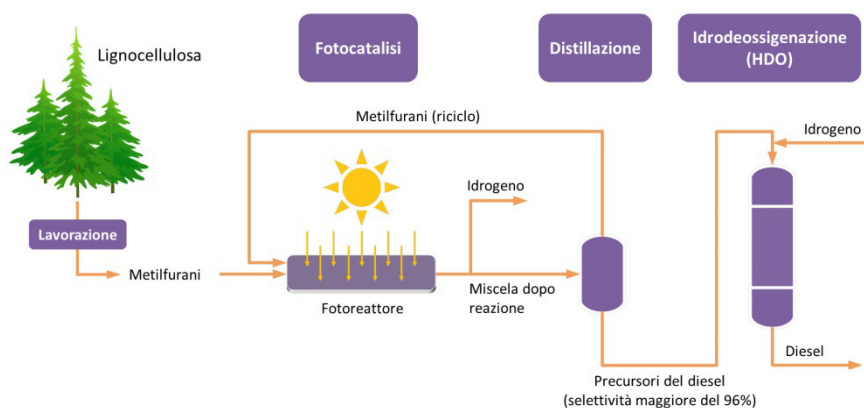 Lignocellulosa
Fotocatalisi
Distillazione
Idrodeossigenazione
(HDO)
Metilfurani (riciclo)
Idrogeno
Idrogeno
Lavorazione
Metilfurani
Fotoreattore
Miscela dopo
reazione
Diesel
Precursori del diesel
(selettività maggiore del 96%)